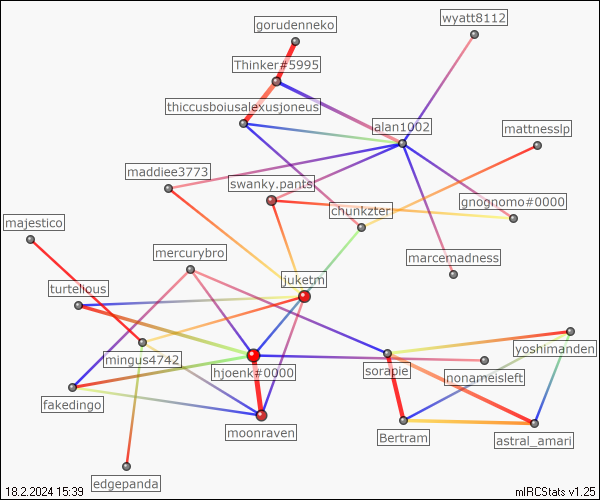 wyatt8112
gorudenneko
Thinker#5995
thiccusboiusalexusjoneus
alan1002
mattnesslp
maddiee3773
swanky.pants
gnognomo#0000
chunkzter
majestico
mercurybro
marcemadness
juketm
turtellous
yoshimanden
mingus4742
hjoenk#0000
sorapie
nonameisleft
fakedingo
moonraven
Bertram
astral_amari
edgepanda
18.2.2024 15:39
mIRCStats v1.25